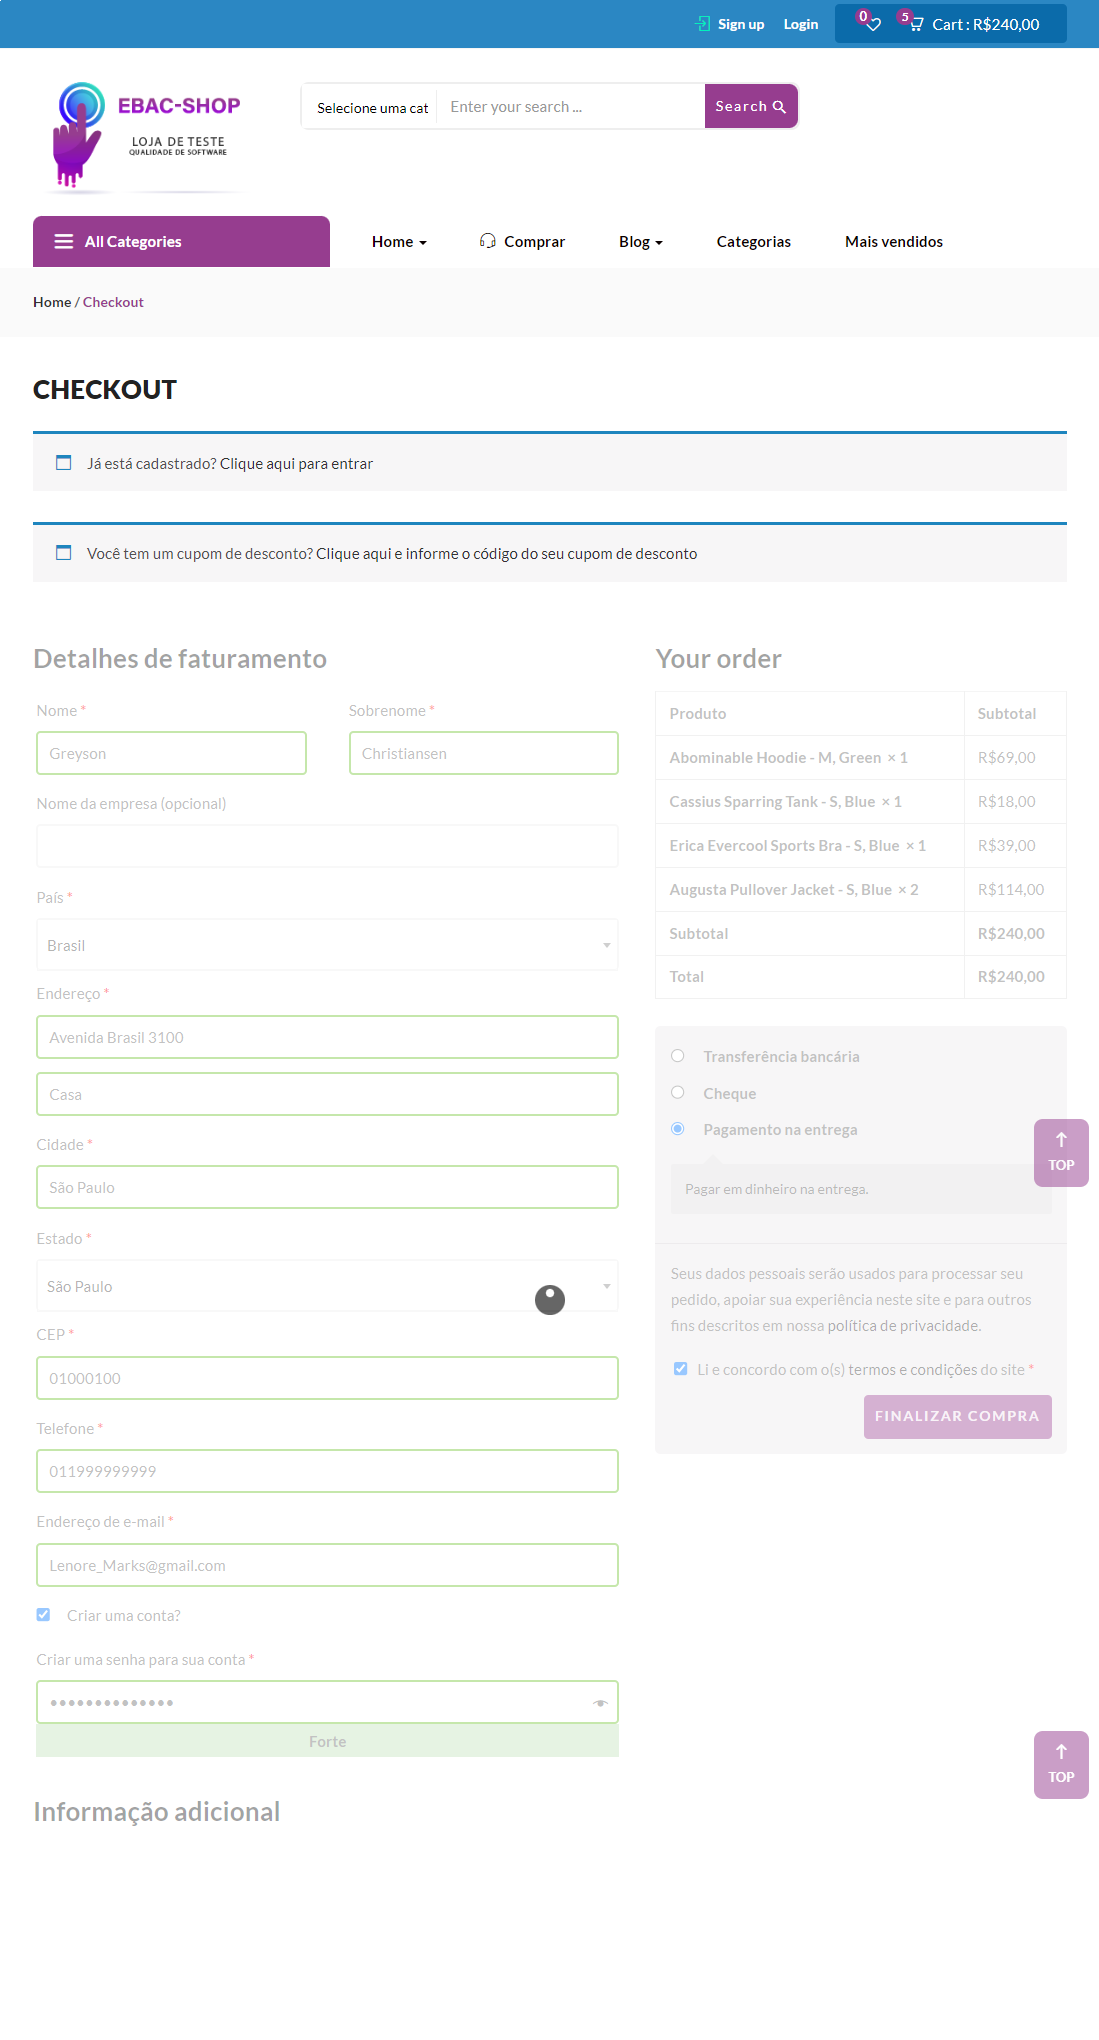 Sign up Login 0 5 Cart : R$240,00
EBAC-SHOP
LOJA DE TESTE
QUALIDADE DE SOFTWARE
Selecione uma cat Enter your search ... Search
All Categories Home Comprar Blog Categorias Mais vendidos
Home / Checkout
CHECKOUT
Já está cadastrado? Clique aqui para entrar
Você tem um cupom de desconto? Clique aqui e informe o código do seu cupom de desconto
Detalhes de faturamento
Nome * Sobrenome *
Greyson Christiansen
Nome da empresa (opcional)
País *
Brasil
Endereço *
Avenida Brasil 3100
Casa
Cidade *
São Paulo
Estado *
São Paulo
CEP *
01000100
Telefone *
011999999999
Endereço de e-mail *
Lenore_Marks@gmail.com
Criar uma conta?
Criar uma senha para sua conta *
••••••••••••••
Forte
Informação adicional
Your order
Produto Subtotal
Abominable Hoodie - M, Green × 1 R$69,00
Cassius Sparring Tank - S, Blue × 1 R$18,00
Erica Evercool Sports Bra - S, Blue × 1 R$39,00
Augusta Pullover Jacket - S, Blue × 2 R$114,00
Subtotal R$240,00
Total R$240,00
Transferência bancária
Cheque
Pagamento na entrega
Pagar em dinheiro na entrega.
Seus dados pessoais serão usados para processar seu
pedido, apoiar sua experiência neste site e para outros
fins descritos em nossa política de privacidade.
Li e concordo com o(s) termos e condições do site *
FINALIZAR COMPRA
TOP
TOP